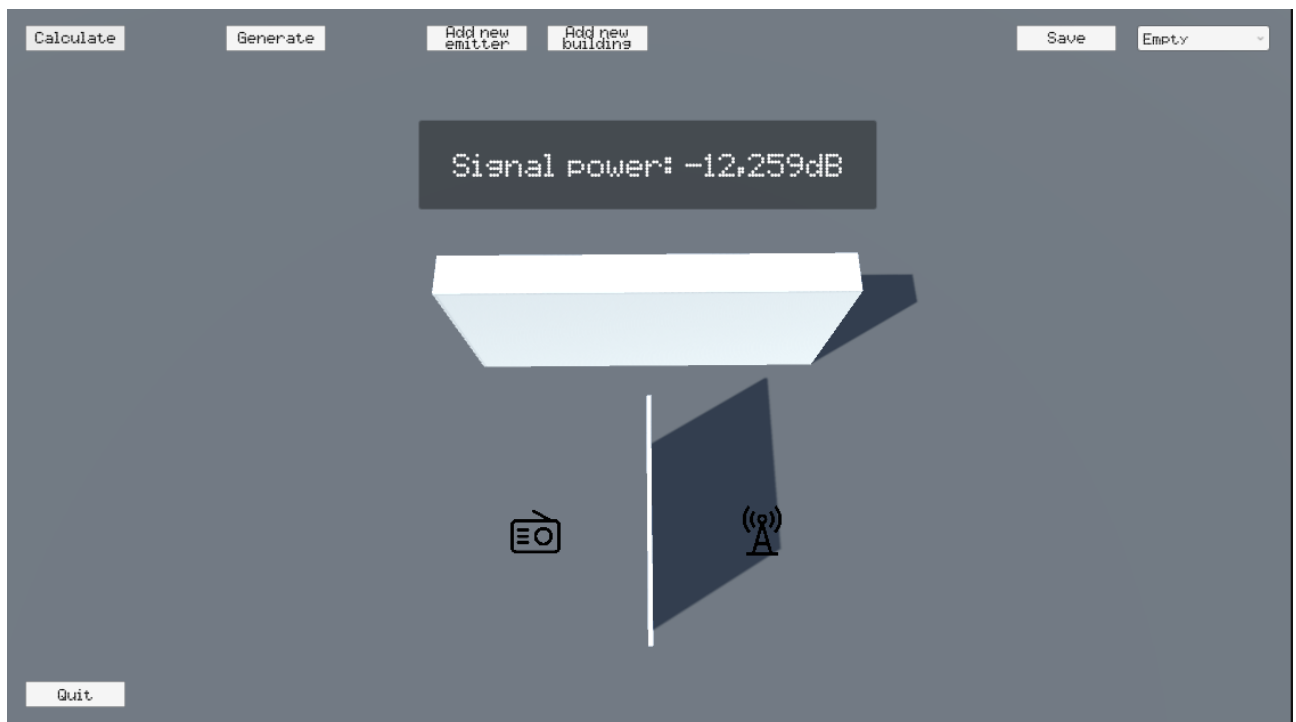 Calculate
Generate
Add new
emitter
Add new
building
Save
Empty
Signal power: -12,259dB
Quit